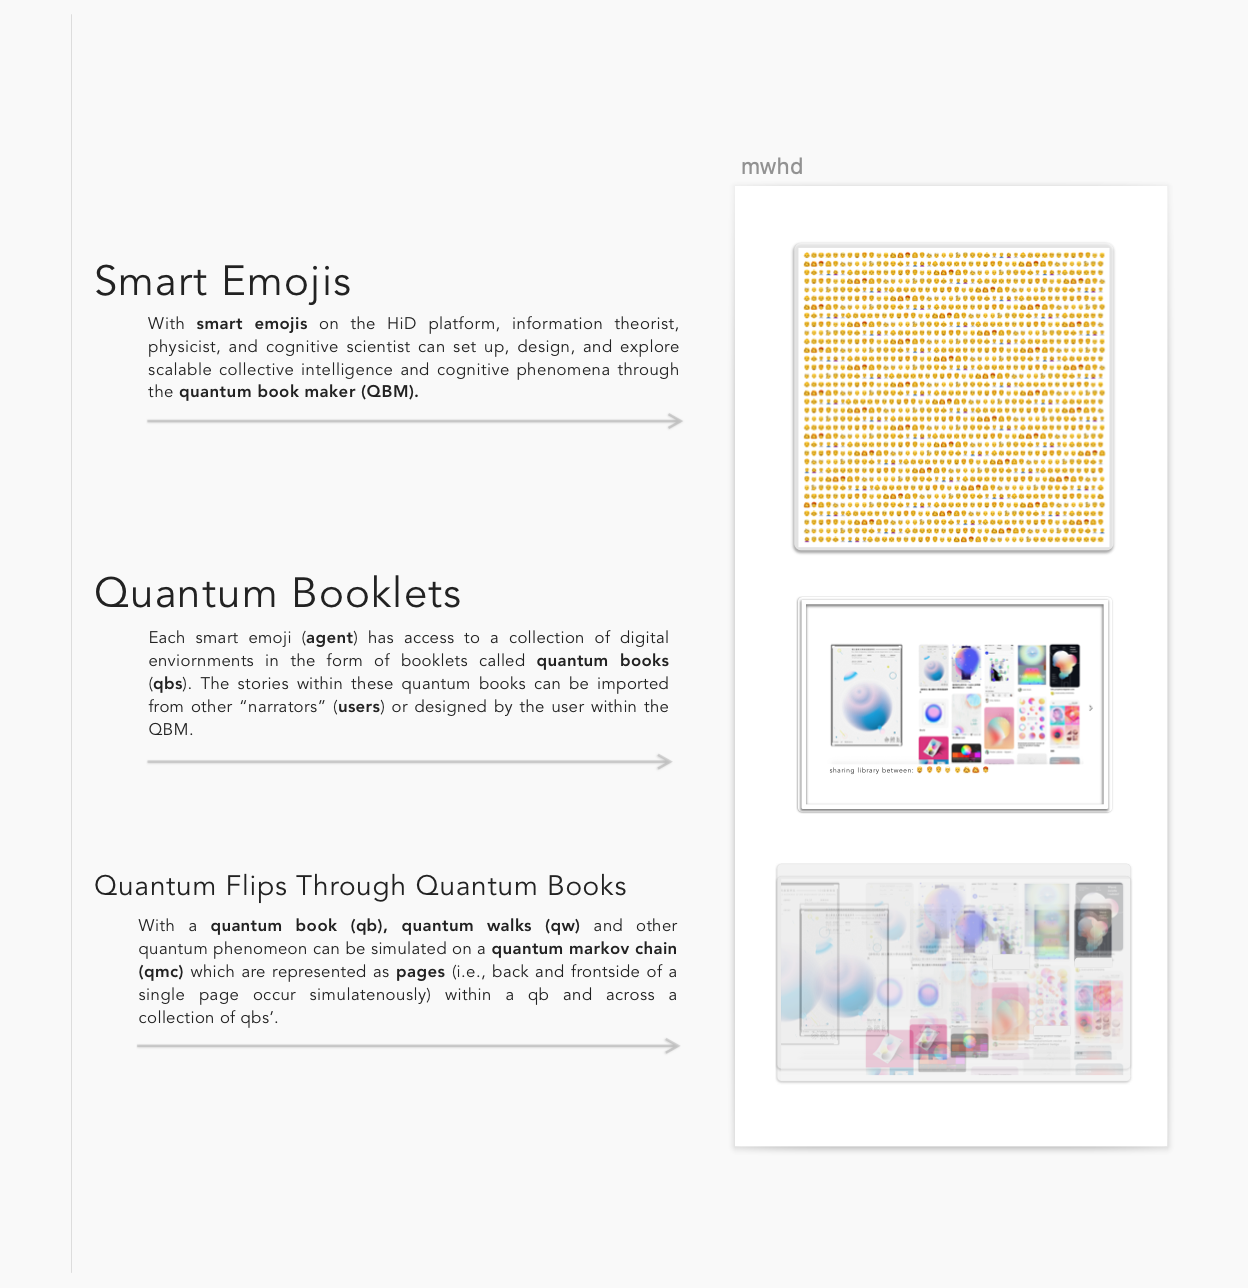 mwhd
Smart Emojis
With smart emojis on the HiD platform, information theorist,
physicist, and cognitive scientist can set up, design, and explore
scalable collective intelligence and cognitive phenomena through
the quantum book maker (QBM).
Quantum Booklets
Each smart emoji (agent) has access to a collection of digital
enviornments in the form of booklets called quantum books
(qbs). The stories within these quantum books can be imported
from other “narrators” (users) or designed by the user within the
QBM.
sharing library between:
Quantum Flips Through Quantum Books
With a quantum book (qb), quantum walks (qw) and other
quantum phenomeon can be simulated on a quantum markov chain
(qmc) which are represented as pages (i.e., back and frontside of a
single page occur simulatenously) within a qb and across a
collection of qbs’.